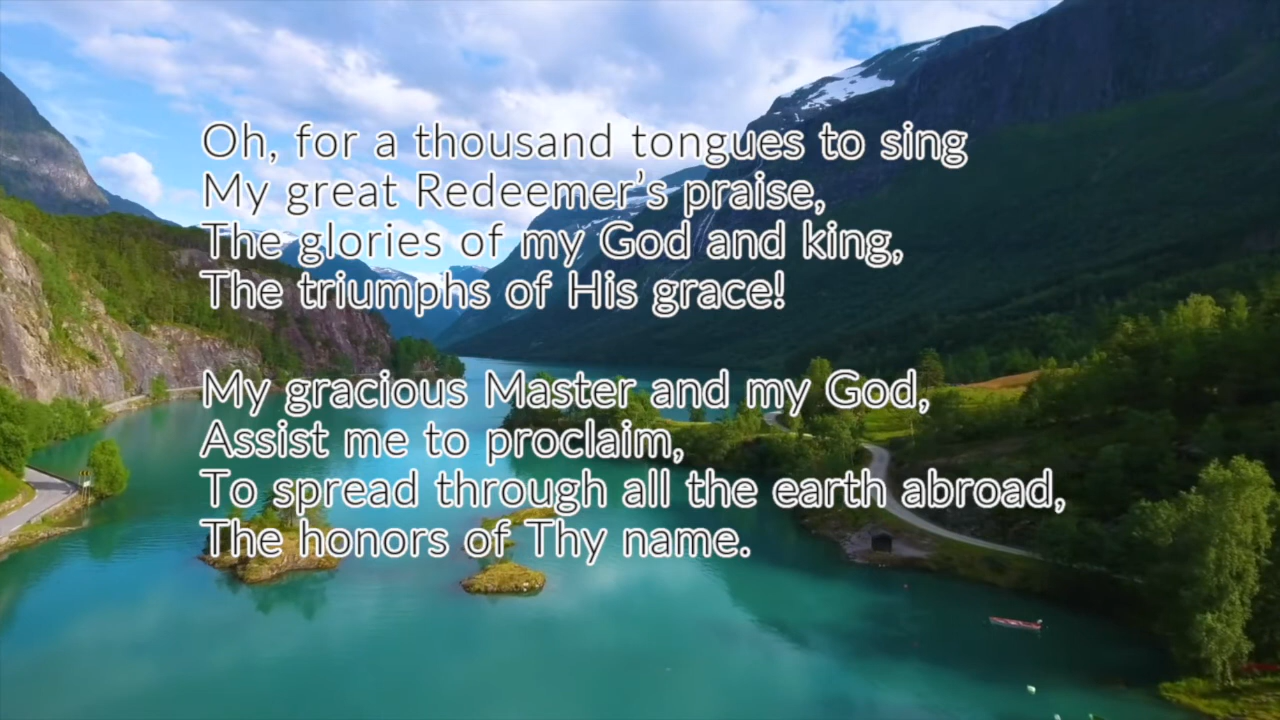 Oh, for a thousand tongues to sing
My great Redeemer’s praise,
The glories of my God and king,
The triumphs of His grace!
My gracious Master and my God,
Assist me to proclaim,
To spread through all the earth abroad,
The honors of Thy name.